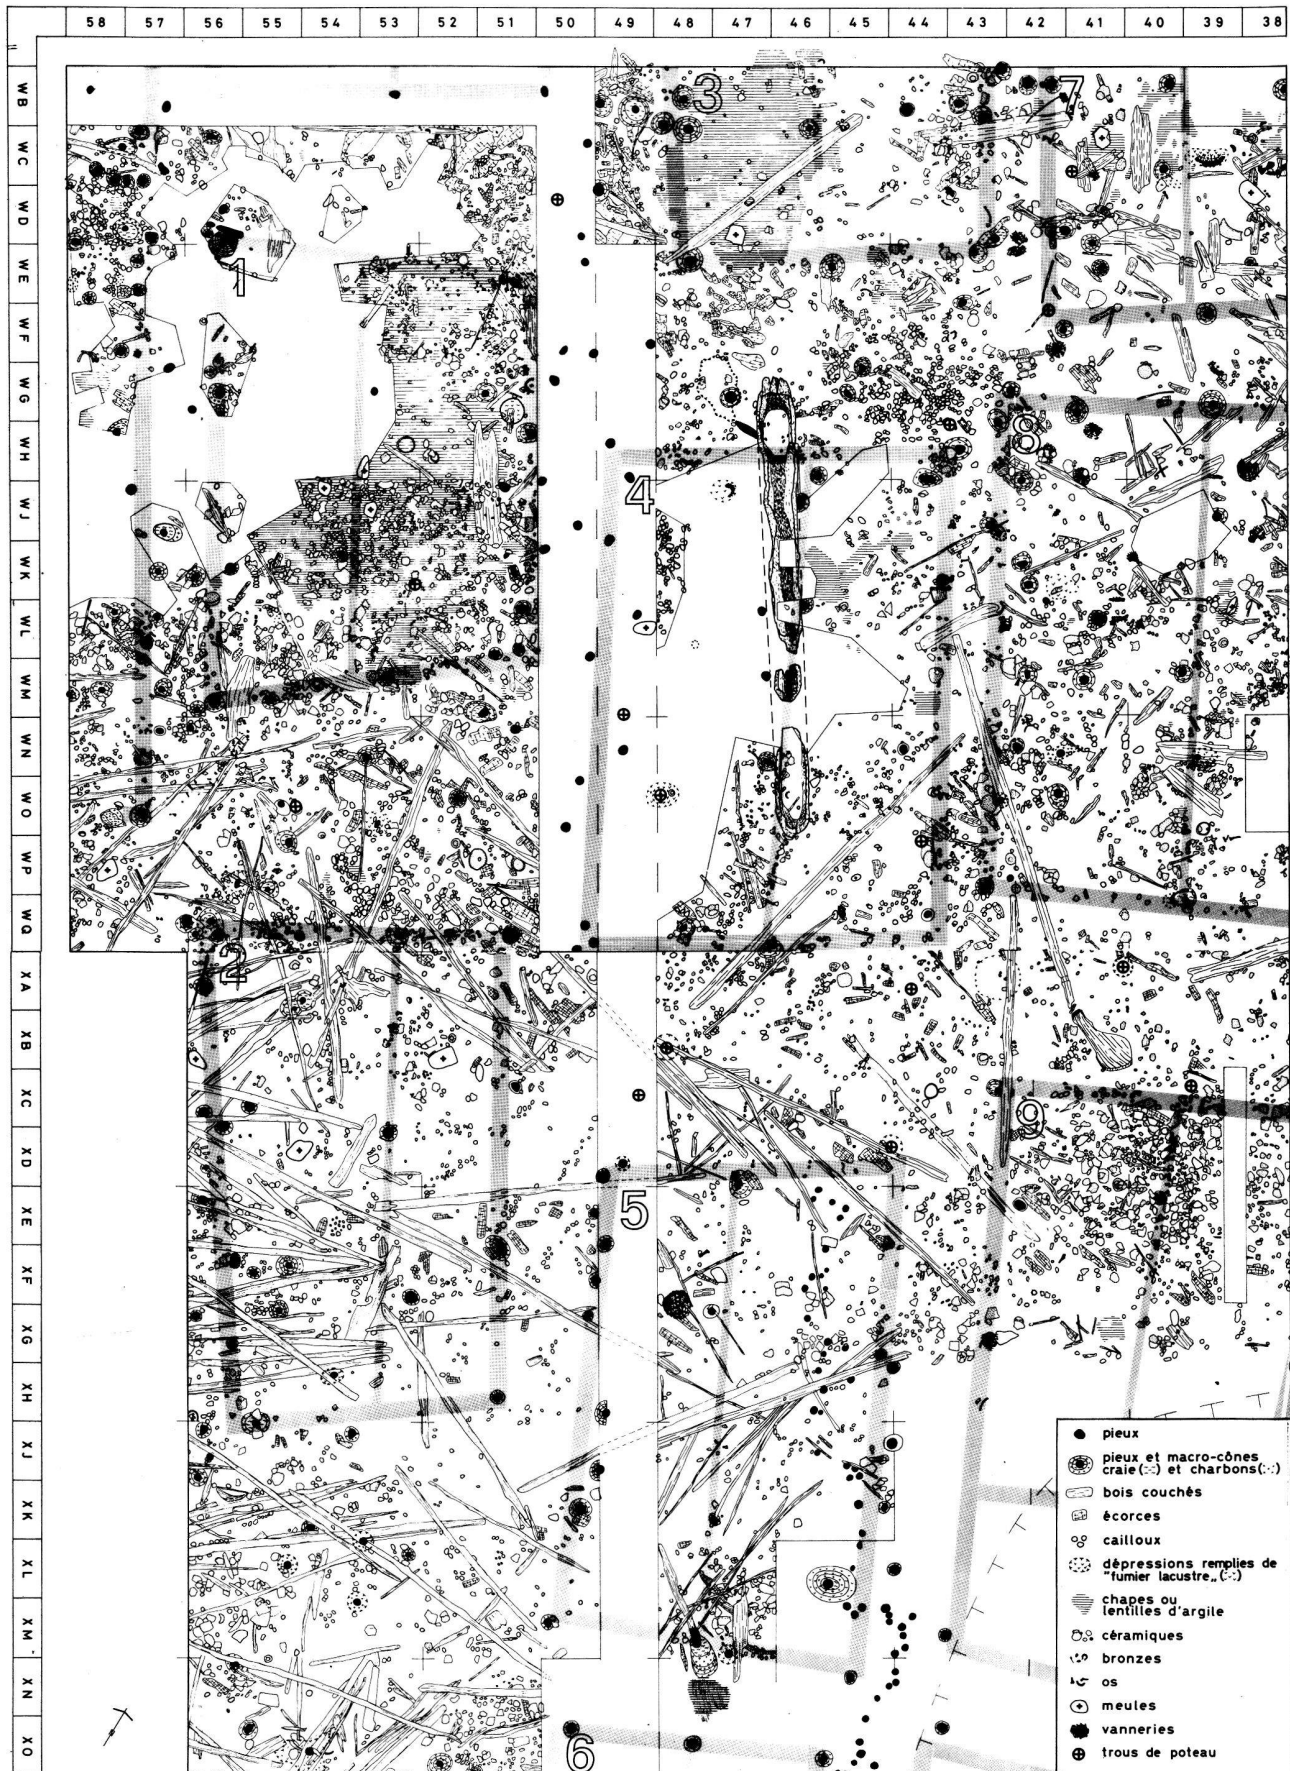 58 57 56 55 54 53 52 51 50 49 48 47 46 45 44 43 42 41 40 39 38
WB
WC
WD
WE
WF
WG
WH
WJ
WK
WL
WM
WN
WO
WP
WQ
XA
XB
XC
XD
XE
XF
XG
XH
XJ
XK
XL
XM
XN
XO
3
7
1
8
4
2
9
5
6
pieux
pieux et macro-cônes
craie (:-:) et charbons (:·:)
bois couchés
écorces
cailloux
dépressions remplies de
"fumier lacustre„ (:-:)
chapes ou
lentilles d'argile
céramiques
bronzes
os
meules
vanneries
trous de poteau